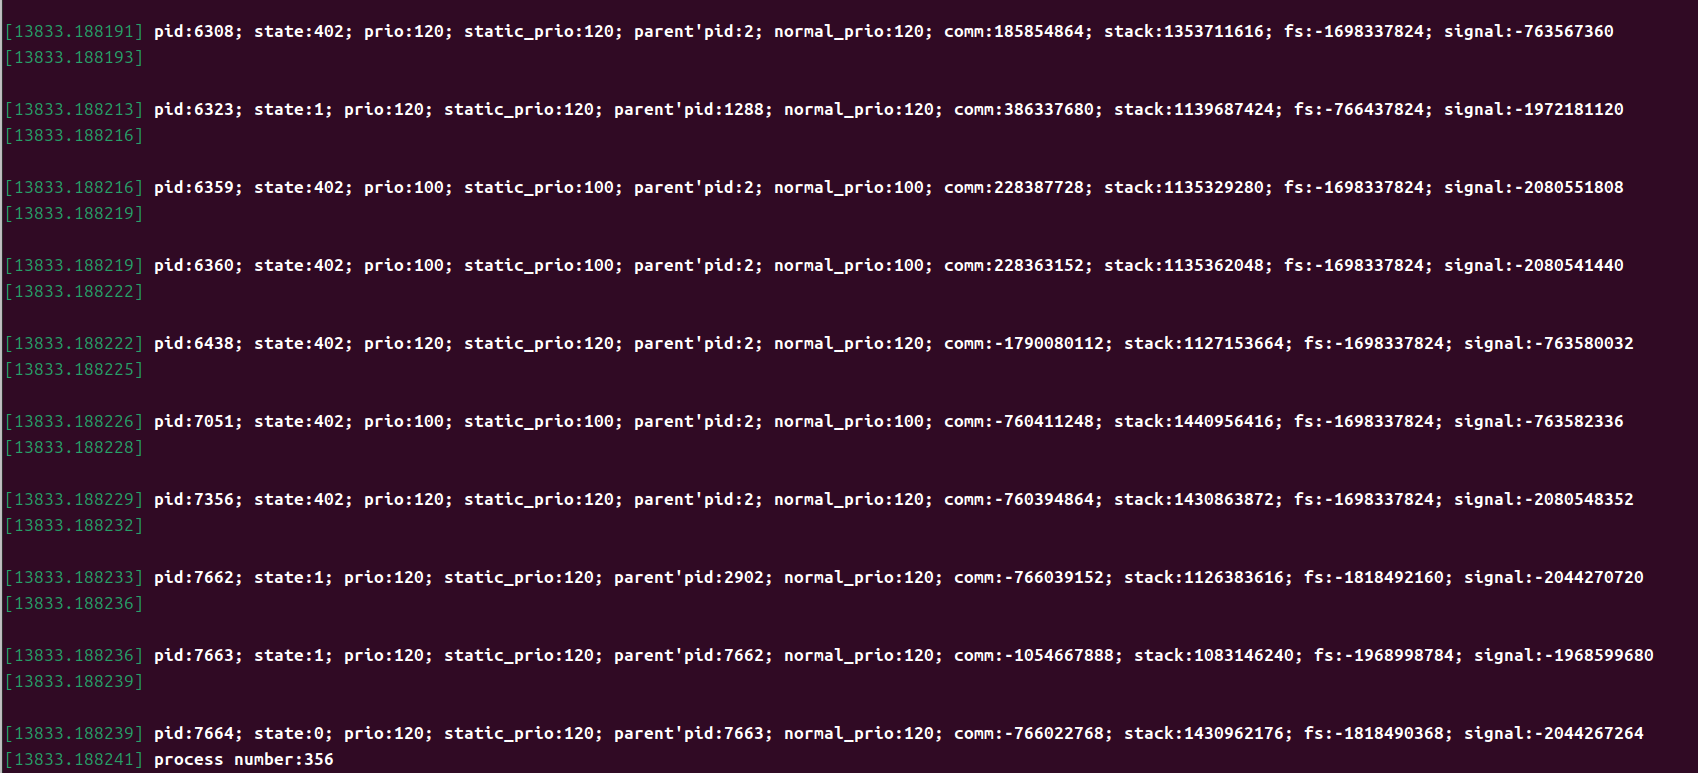 [13833.188191] pid:6308; state:402; prio:120; static_prio:120; parent'pid:2; normal_prio:120; comm:185854864; stack:1353711616; fs:-1698337824; signal:-763567360
[13833.188193]
[13833.188213] pid:6323; state:1; prio:120; static_prio:120; parent'pid:1288; normal_prio:120; comm:386337680; stack:1139687424; fs:-766437824; signal:-1972181120
[13833.188216]
[13833.188216] pid:6359; state:402; prio:100; static_prio:100; parent'pid:2; normal_prio:100; comm:228387728; stack:1135329280; fs:-1698337824; signal:-2080551808
[13833.188219]
[13833.188219] pid:6360; state:402; prio:100; static_prio:100; parent'pid:2; normal_prio:100; comm:228363152; stack:1135362048; fs:-1698337824; signal:-2080541440
[13833.188222]
[13833.188222] pid:6438; state:402; prio:120; static_prio:120; parent'pid:2; normal_prio:120; comm:-1790080112; stack:1127153664; fs:-1698337824; signal:-763580032
[13833.188225]
[13833.188226] pid:7051; state:402; prio:100; static_prio:100; parent'pid:2; normal_prio:100; comm:-760411248; stack:1440956416; fs:-1698337824; signal:-763582336
[13833.188228]
[13833.188229] pid:7356; state:402; prio:120; static_prio:120; parent'pid:2; normal_prio:120; comm:-760394864; stack:1430863872; fs:-1698337824; signal:-2080548352
[13833.188232]
[13833.188233] pid:7662; state:1; prio:120; static_prio:120; parent'pid:2902; normal_prio:120; comm:-766039152; stack:1126383616; fs:-1818492160; signal:-2044270720
[13833.188236]
[13833.188236] pid:7663; state:1; prio:120; static_prio:120; parent'pid:7662; normal_prio:120; comm:-1054667888; stack:1083146240; fs:-1968998784; signal:-1968599680
[13833.188239]
[13833.188239] pid:7664; state:0; prio:120; static_prio:120; parent'pid:7663; normal_prio:120; comm:-766022768; stack:1430962176; fs:-1818490368; signal:-2044267264
[13833.188241] process number:356